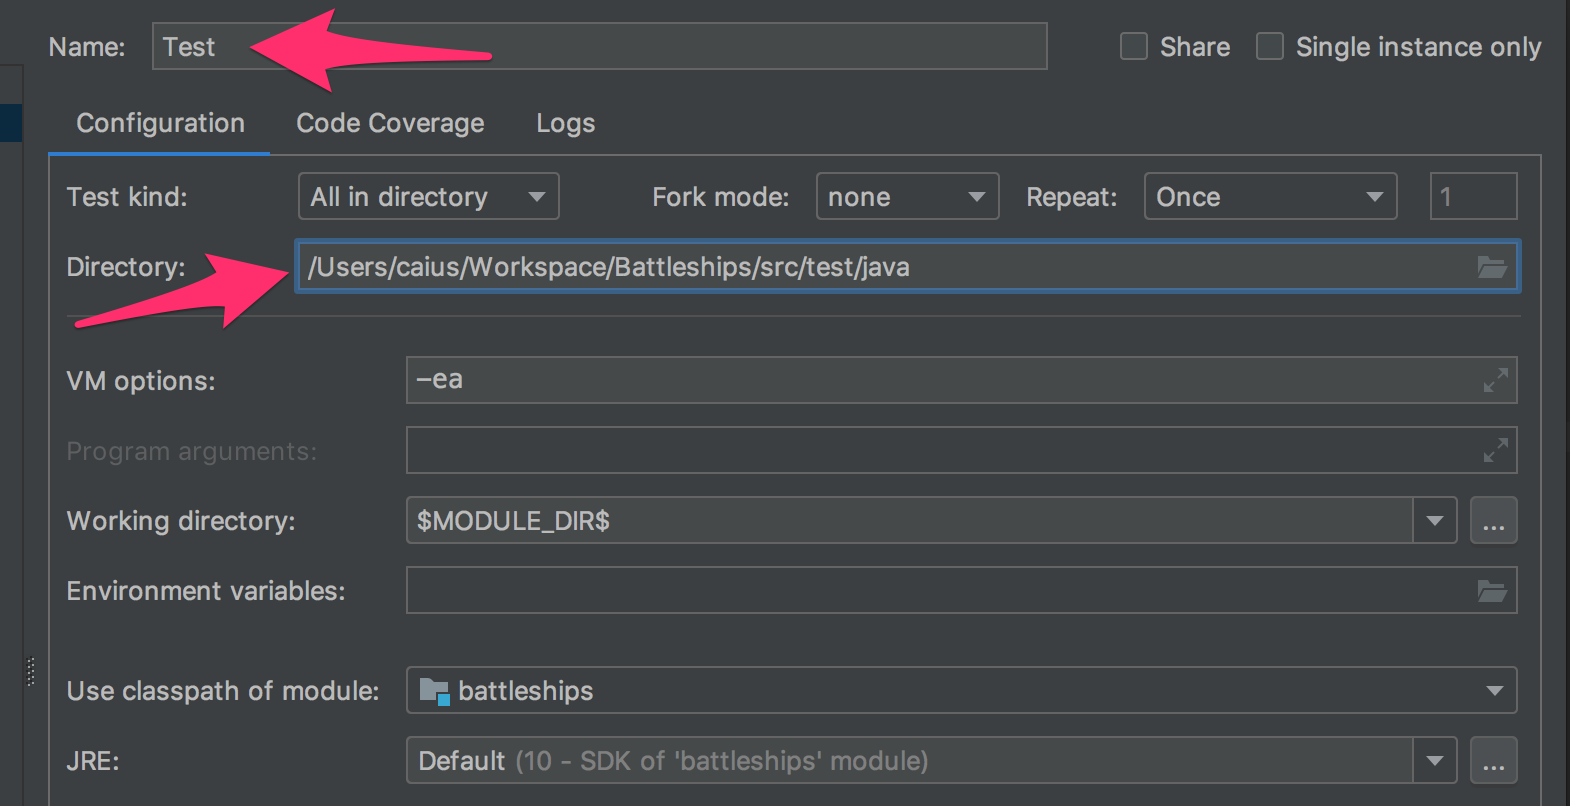 Name: Test Share Single instance only
Configuration Code Coverage Logs
Test kind: All in directory Fork mode: none Repeat: Once 1
Directory: /Users/caius/Workspace/Battleships/src/test/java
VM options: -ea
Program arguments:
Working directory: $MODULE_DIR$ ...
Environment variables:
Use classpath of module: battleships
JRE: Default (10 - SDK of 'battleships' module) ...